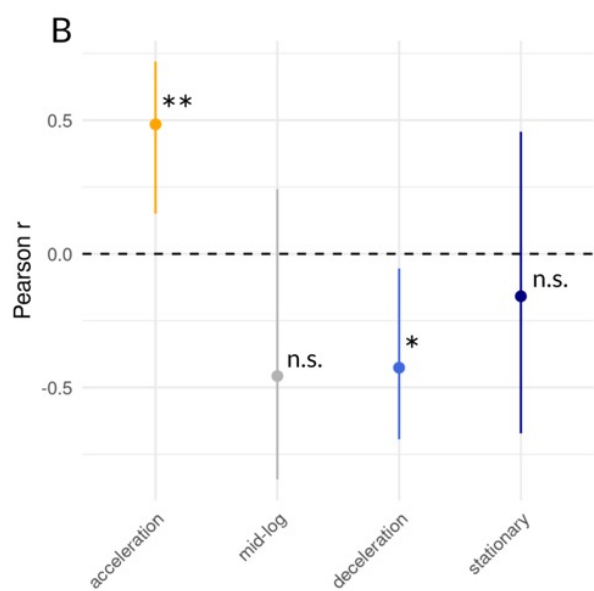 B
**
0.5
0.0
n.s.
n.s.
*
-0.5
Pearson r
acceleration
mid-log
deceleration
stationary